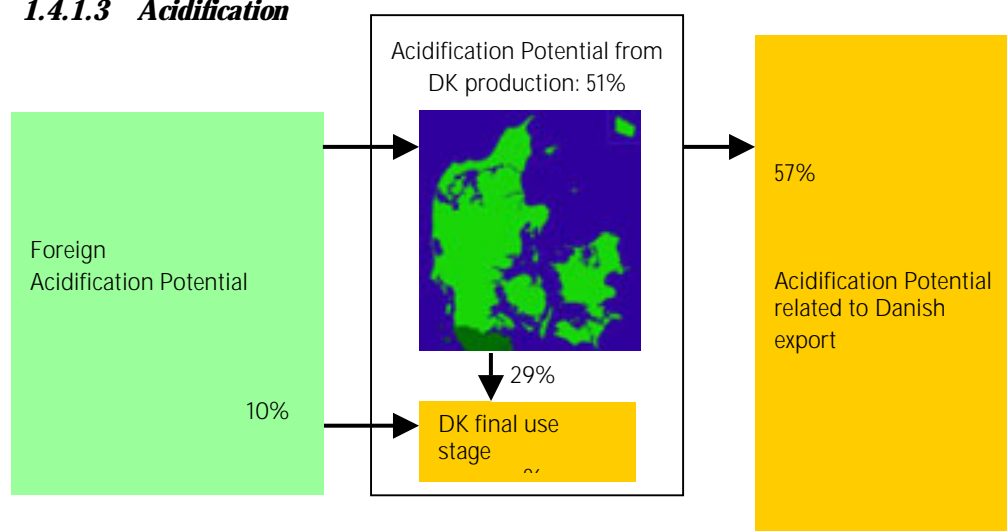 1.4.1.3 Acidification
Acidification Potential from
DK production: 51%
Foreign
Acidification Potential
10%
29%
DK final use
stage
%
57%
Acidification Potential
related to Danish
export